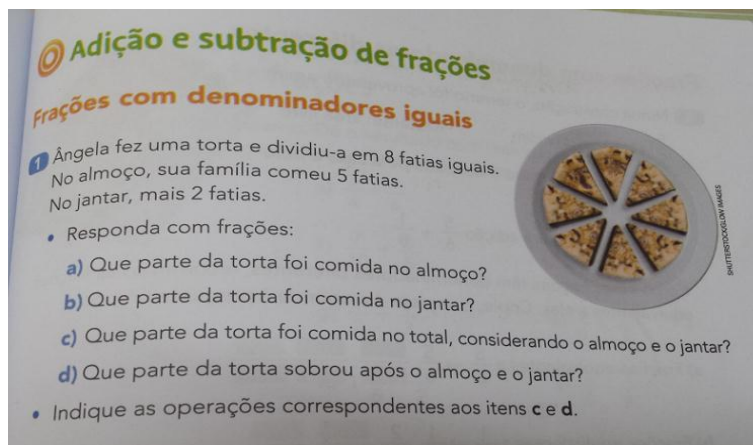 Adição e subtração de frações
Frações com denominadores iguais
1 Ângela fez uma torta e dividiu-a em 8 fatias iguais.
No almoço, sua família comeu 5 fatias.
No jantar, mais 2 fatias.
• Responda com frações:
a) Que parte da torta foi comida no almoço?
b) Que parte da torta foi comida no jantar?
c) Que parte da torta foi comida no total, considerando o almoço e o jantar?
d) Que parte da torta sobrou após o almoço e o jantar?
• Indique as operações correspondentes aos itens c e d.
SHUTTERSTOCK/GLOW IMAGES